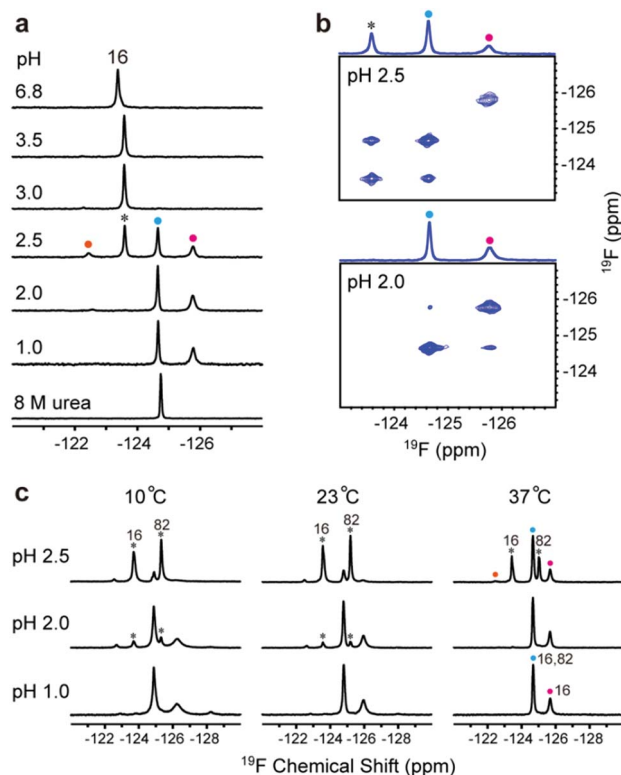 a
pH
16
6.8
3.5
3.0
*
2.5
2.0
1.0
8 M urea
-122 -124 -126
b
*
pH 2.5
-126
-125
-124
pH 2.0
-126
-125
-124
-124 -125 -126
¹⁹F (ppm)
¹⁹F (ppm)
c
10 °C 23°C 37°C
pH 2.5
16 * 82 *
16 * 82 *
16 * 82 *
pH 2.0
* *
* *
pH 1.0
16,82
16
-122 -124 -126 -128 -122 -124 -126 -128 -122 -124 -126 -128
¹⁹F Chemical Shift (ppm)